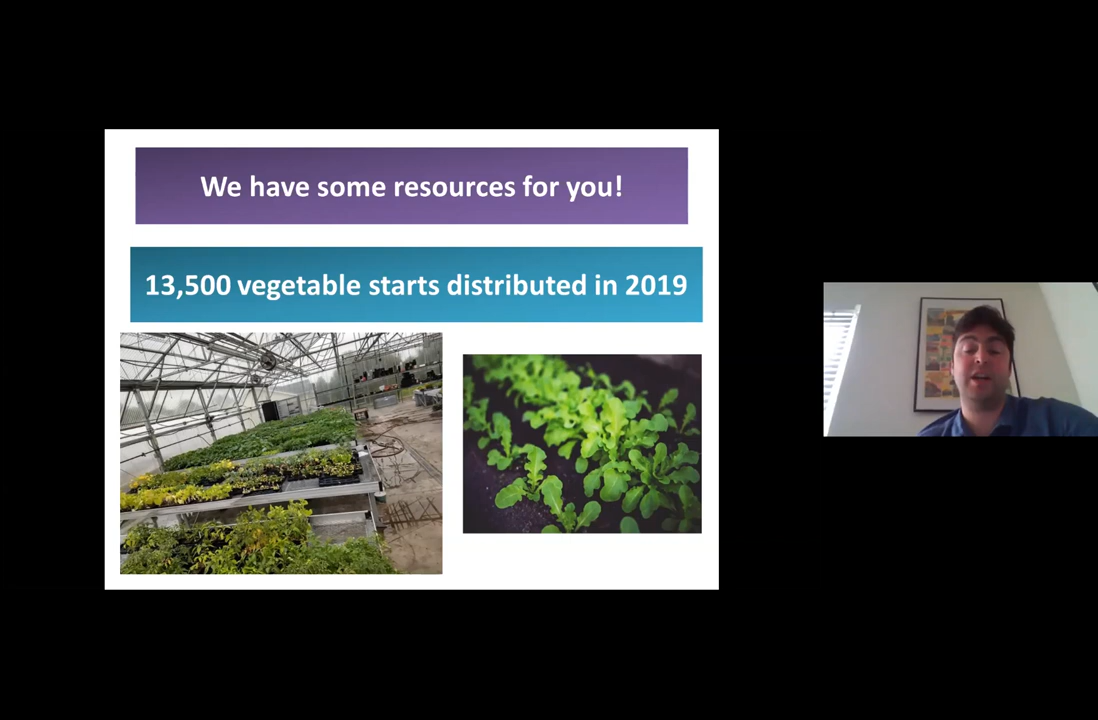 We have some resources for you!
13,500 vegetable starts distributed in 2019